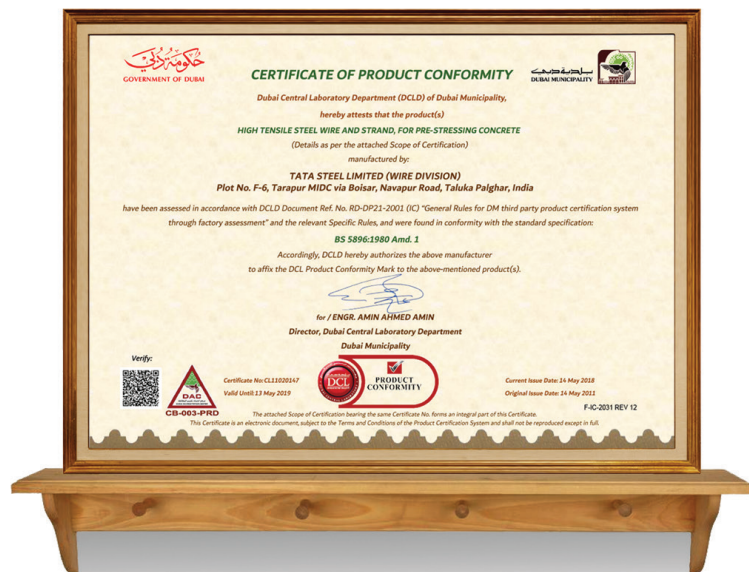 حكومة دبي
GOVERNMENT OF DUBAI
CERTIFICATE OF PRODUCT CONFORMITY
بلدية دبي
DUBAI MUNICIPALITY
Dubai Central Laboratory Department (DCLD) of Dubai Municipality,
hereby attests that the product(s)
HIGH TENSILE STEEL WIRE AND STRAND, FOR PRE-STRESSING CONCRETE
(Details as per the attached Scope of Certification)
manufactured by:
TATA STEEL LIMITED (WIRE DIVISION)
Plot No. F-6, Tarapur MIDC via Boisar, Navapur Road, Taluka Palghar, India
have been assessed in accordance with DCLD Document Ref. No. RD-DP21-2001 (IC) "General Rules for DM third party product certification system
through factory assessment" and the relevant Specific Rules, and were found in conformity with the standard specification:
BS 5896:1980 Amd. 1
Accordingly, DCLD hereby authorizes the above manufacturer
to affix the DCL Product Conformity Mark to the above-mentioned product(s).
for / ENGR. AMIN AHMED AMIN
Director, Dubai Central Laboratory Department
Dubai Municipality
Verify:
DAC
CB-003-PRD
Certificate No: CL11020147
Valid Until: 13 May 2019
DCL
PRODUCT
CONFORMITY
Current Issue Date: 14 May 2018
Original Issue Date: 14 May 2011
F-IC-2031 REV 12
The attached Scope of Certification bearing the same Certificate No. forms an integral part of this Certificate.
This Certificate is an electronic document, subject to the Terms and Conditions of the Product Certification System and shall not be reproduced except in full.